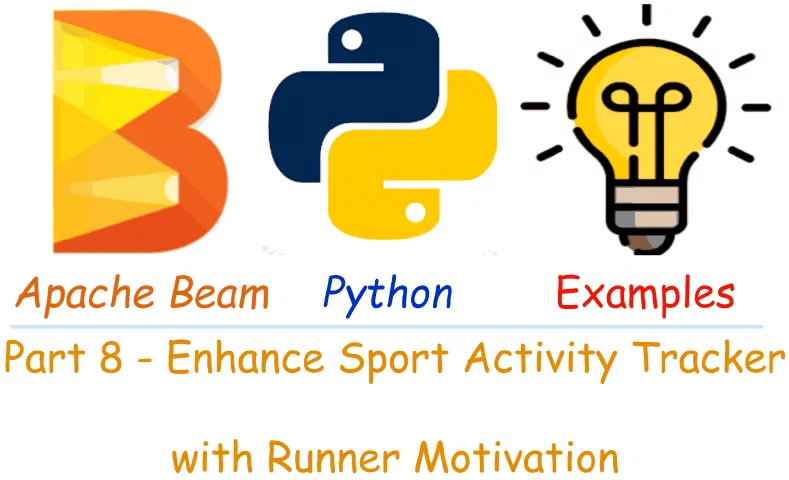 Apache Beam Python Examples
Part 8 - Enhance Sport Activity Tracker
with Runner Motivation